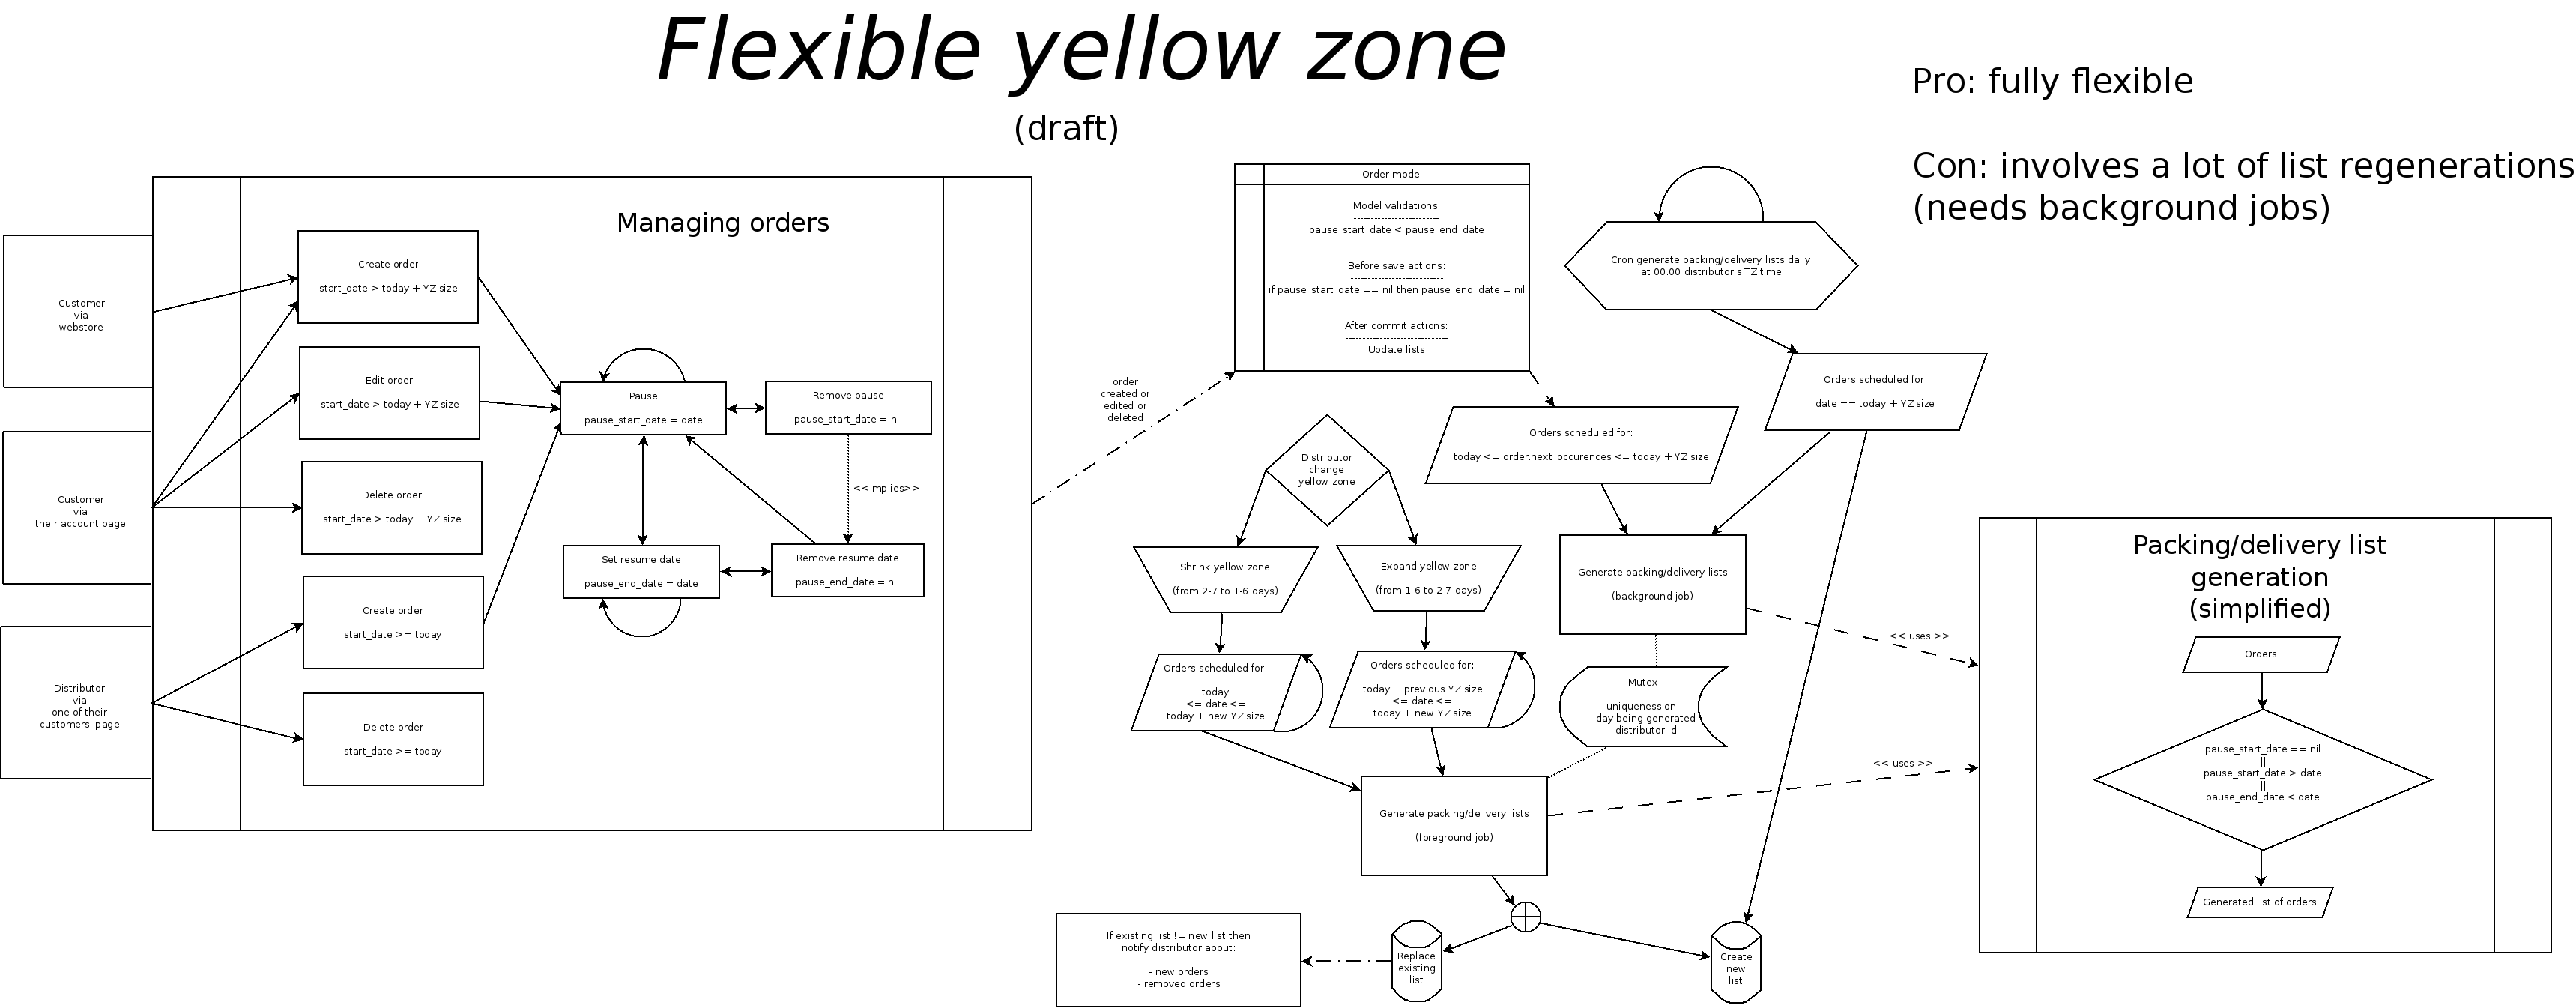 Flexible yellow zone
(draft)
Pro: fully flexible
Con: involves a lot of list regenerations
(needs background jobs)
Managing orders
Customer
via
webstore
Customer
via
their account page
Distributor
via
one of their
customers' page
Create order
start_date > today + YZ size
Edit order
start_date > today + YZ size
Delete order
start_date > today + YZ size
Create order
start_date >= today
Delete order
start_date >= today
Pause
pause_start_date = date
Remove pause
pause_start_date = nil
<<implies>>
Set resume date
pause_end_date = date
Remove resume date
pause_end_date = nil
order
created or
edited or
deleted
Order model
Model validations:
-------------------------
pause_start_date < pause_end_date
Before save actions:
---------------------------
if pause_start_date == nil then pause_end_date = nil
After commit actions:
------------------------------
Update lists
Cron generate packing/delivery lists daily
at 00.00 distributor's TZ time
Orders scheduled for:
date == today + YZ size
Orders scheduled for:
today <= order.next_occurences <= today + YZ size
Distributor
change
yellow zone
Shrink yellow zone
(from 2-7 to 1-6 days)
Expand yellow zone
(from 1-6 to 2-7 days)
Orders scheduled for:
today
<= date <=
today + new YZ size
Orders scheduled for:
today + previous YZ size
<= date <=
today + new YZ size
Generate packing/delivery lists
(background job)
Mutex
uniqueness on:
- day being generated
- distributor id
Generate packing/delivery lists
(foreground job)
<< uses >>
<< uses >>
If existing list != new list then
notify distributor about:
- new orders
- removed orders
Replace
existing
list
Create
new
list
Packing/delivery list
generation
(simplified)
Orders
pause_start_date == nil
||
pause_start_date > date
||
pause_end_date < date
Generated list of orders